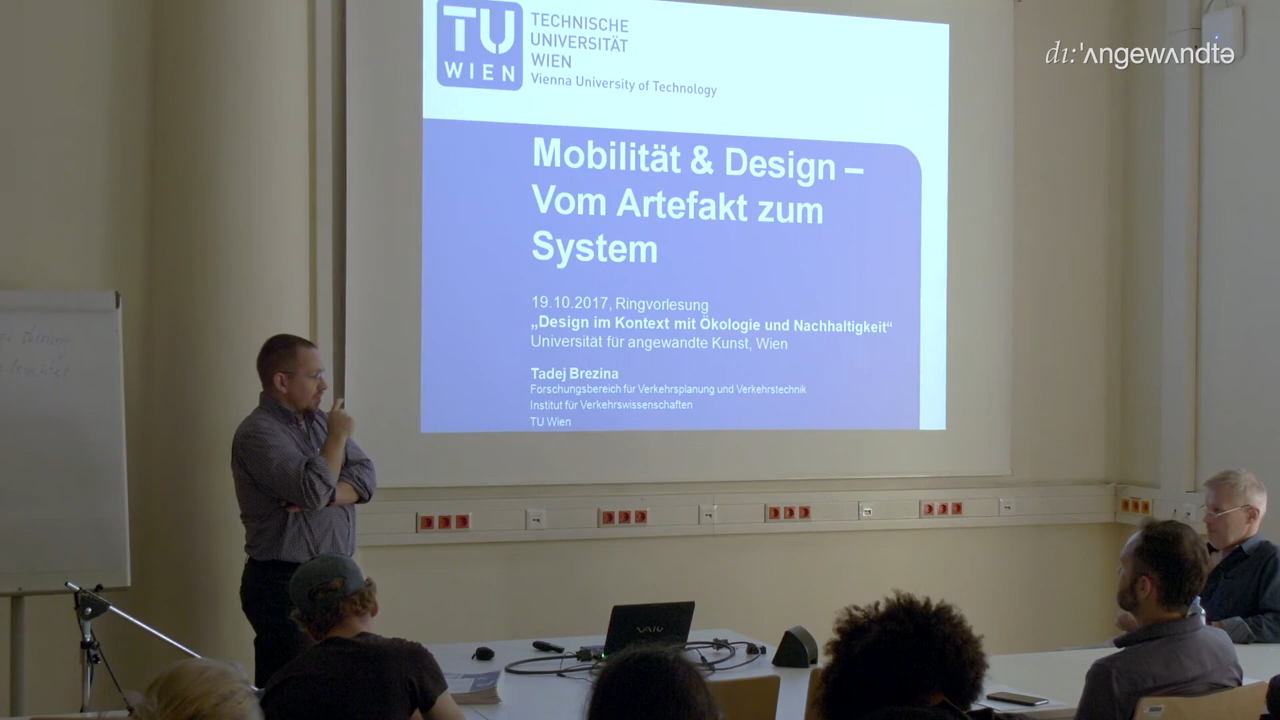 TU
WIEN
TECHNISCHE
UNIVERSITÄT
WIEN
Vienna University of Technology
dı:ˈʌngewʌndtə
Mobilität & Design –
Vom Artefakt zum
System
19.10.2017, Ringvorlesung
„Design im Kontext mit Ökologie und Nachhaltigkeit“
Universität für angewandte Kunst, Wien
Tadej Brezina
Forschungsbereich für Verkehrsplanung und Verkehrstechnik
Institut für Verkehrswissenschaften
TU Wien
VAIO